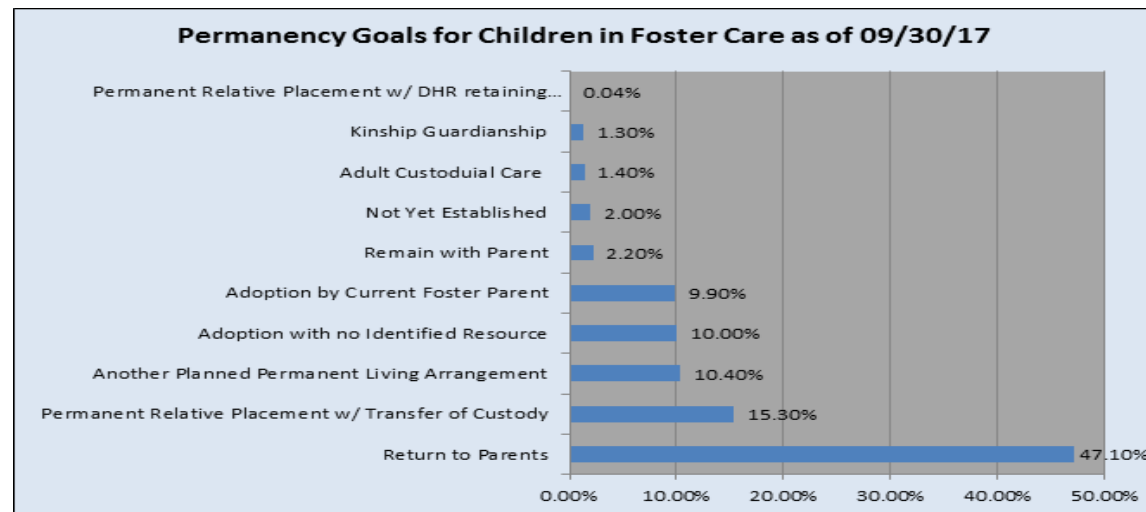 Permanency Goals for Children in Foster Care as of 09/30/17
Permanent Relative Placement w/ DHR retaining... 0.04%
Kinship Guardianship 1.30%
Adult Custoduial Care 1.40%
Not Yet Established 2.00%
Remain with Parent 2.20%
Adoption by Current Foster Parent 9.90%
Adoption with no Identified Resource 10.00%
Another Planned Permanent Living Arrangement 10.40%
Permanent Relative Placement w/ Transfer of Custody 15.30%
Return to Parents 47.10%
0.00% 10.00% 20.00% 30.00% 40.00% 50.00%